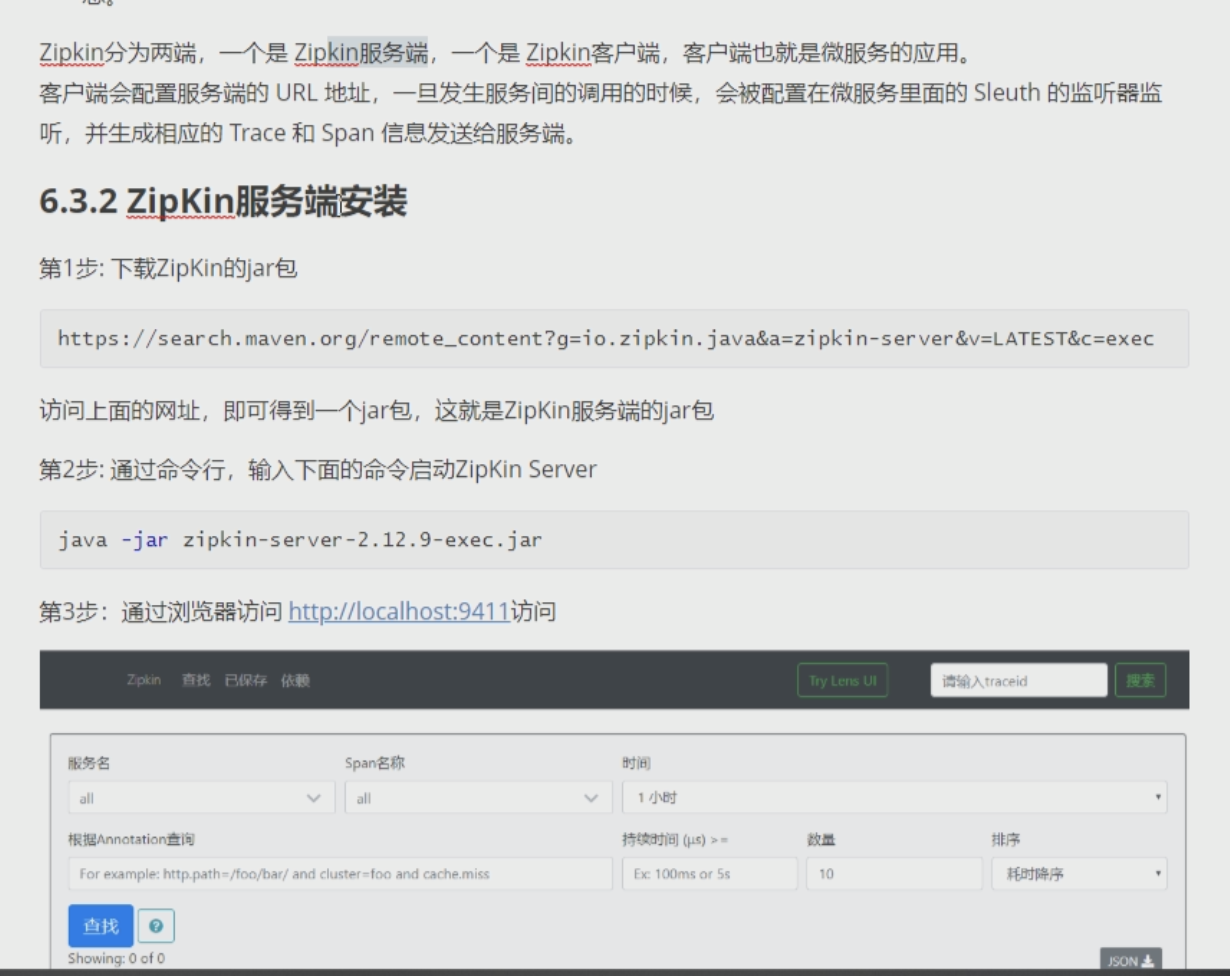 Zipkin分为两端，一个是 Zipkin服务端，一个是 Zipkin客户端，客户端也就是微服务的应用。
客户端会配置服务端的 URL 地址，一旦发生服务间的调用的时候，会被配置在微服务里面的 Sleuth 的监听器监
听，并生成相应的 Trace 和 Span 信息发送给服务端。
6.3.2 ZipKin服务端安装
第1步: 下载ZipKin的jar包
https://search.maven.org/remote_content?g=io.zipkin.java&a=zipkin-server&v=LATEST&c=exec
访问上面的网址，即可得到一个jar包，这就是ZipKin服务端的jar包
第2步: 通过命令行，输入下面的命令启动ZipKin Server
java -jar zipkin-server-2.12.9-exec.jar
第3步：通过浏览器访问 http://localhost:9411访问
Zipkin 查找 已保存 依赖 Try Lens UI 请输入traceid 搜索
服务名 Span名称 时间
all all 1 小时
根据Annotation查询 持续时间 (μs) >= 数量 排序
For example: http.path=/foo/bar/ and cluster=foo and cache.miss Ex: 100ms or 5s 10 耗时降序
查找
Showing: 0 of 0
JSON